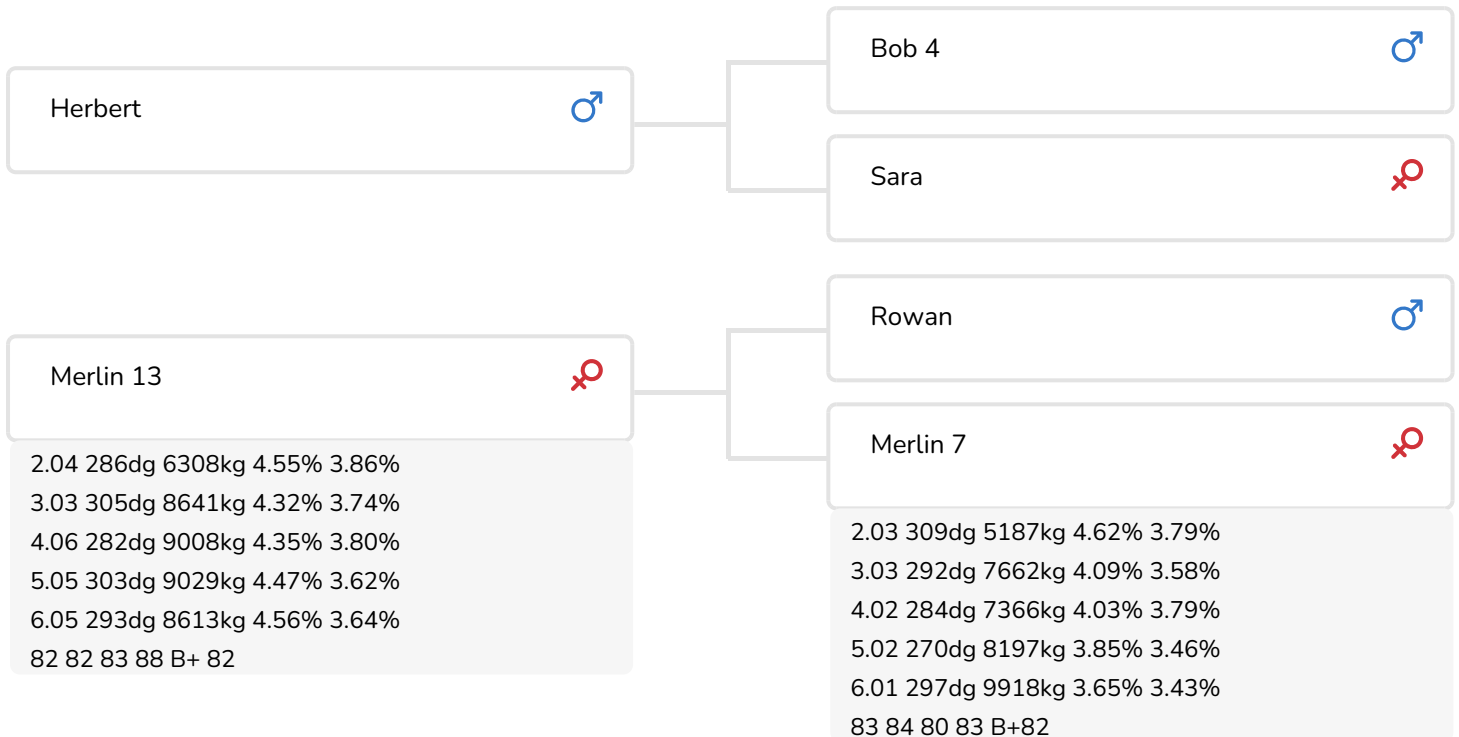 Herbert
Bob 4
Sara
Merlin 13
2.04 286dg 6308kg 4.55% 3.86%
3.03 305dg 8641kg 4.32% 3.74%
4.06 282dg 9008kg 4.35% 3.80%
5.05 303dg 9029kg 4.47% 3.62%
6.05 293dg 8613kg 4.56% 3.64%
82 82 83 88 B+ 82
Rowan
Merlin 7
2.03 309dg 5187kg 4.62% 3.79%
3.03 292dg 7662kg 4.09% 3.58%
4.02 284dg 7366kg 4.03% 3.79%
5.02 270dg 8197kg 3.85% 3.46%
6.01 297dg 9918kg 3.65% 3.43%
83 84 80 83 B+82